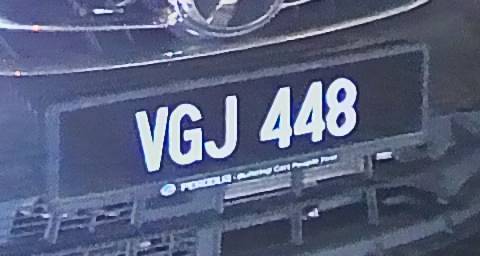 VGJ 448
PERODUA - Building Cars People First